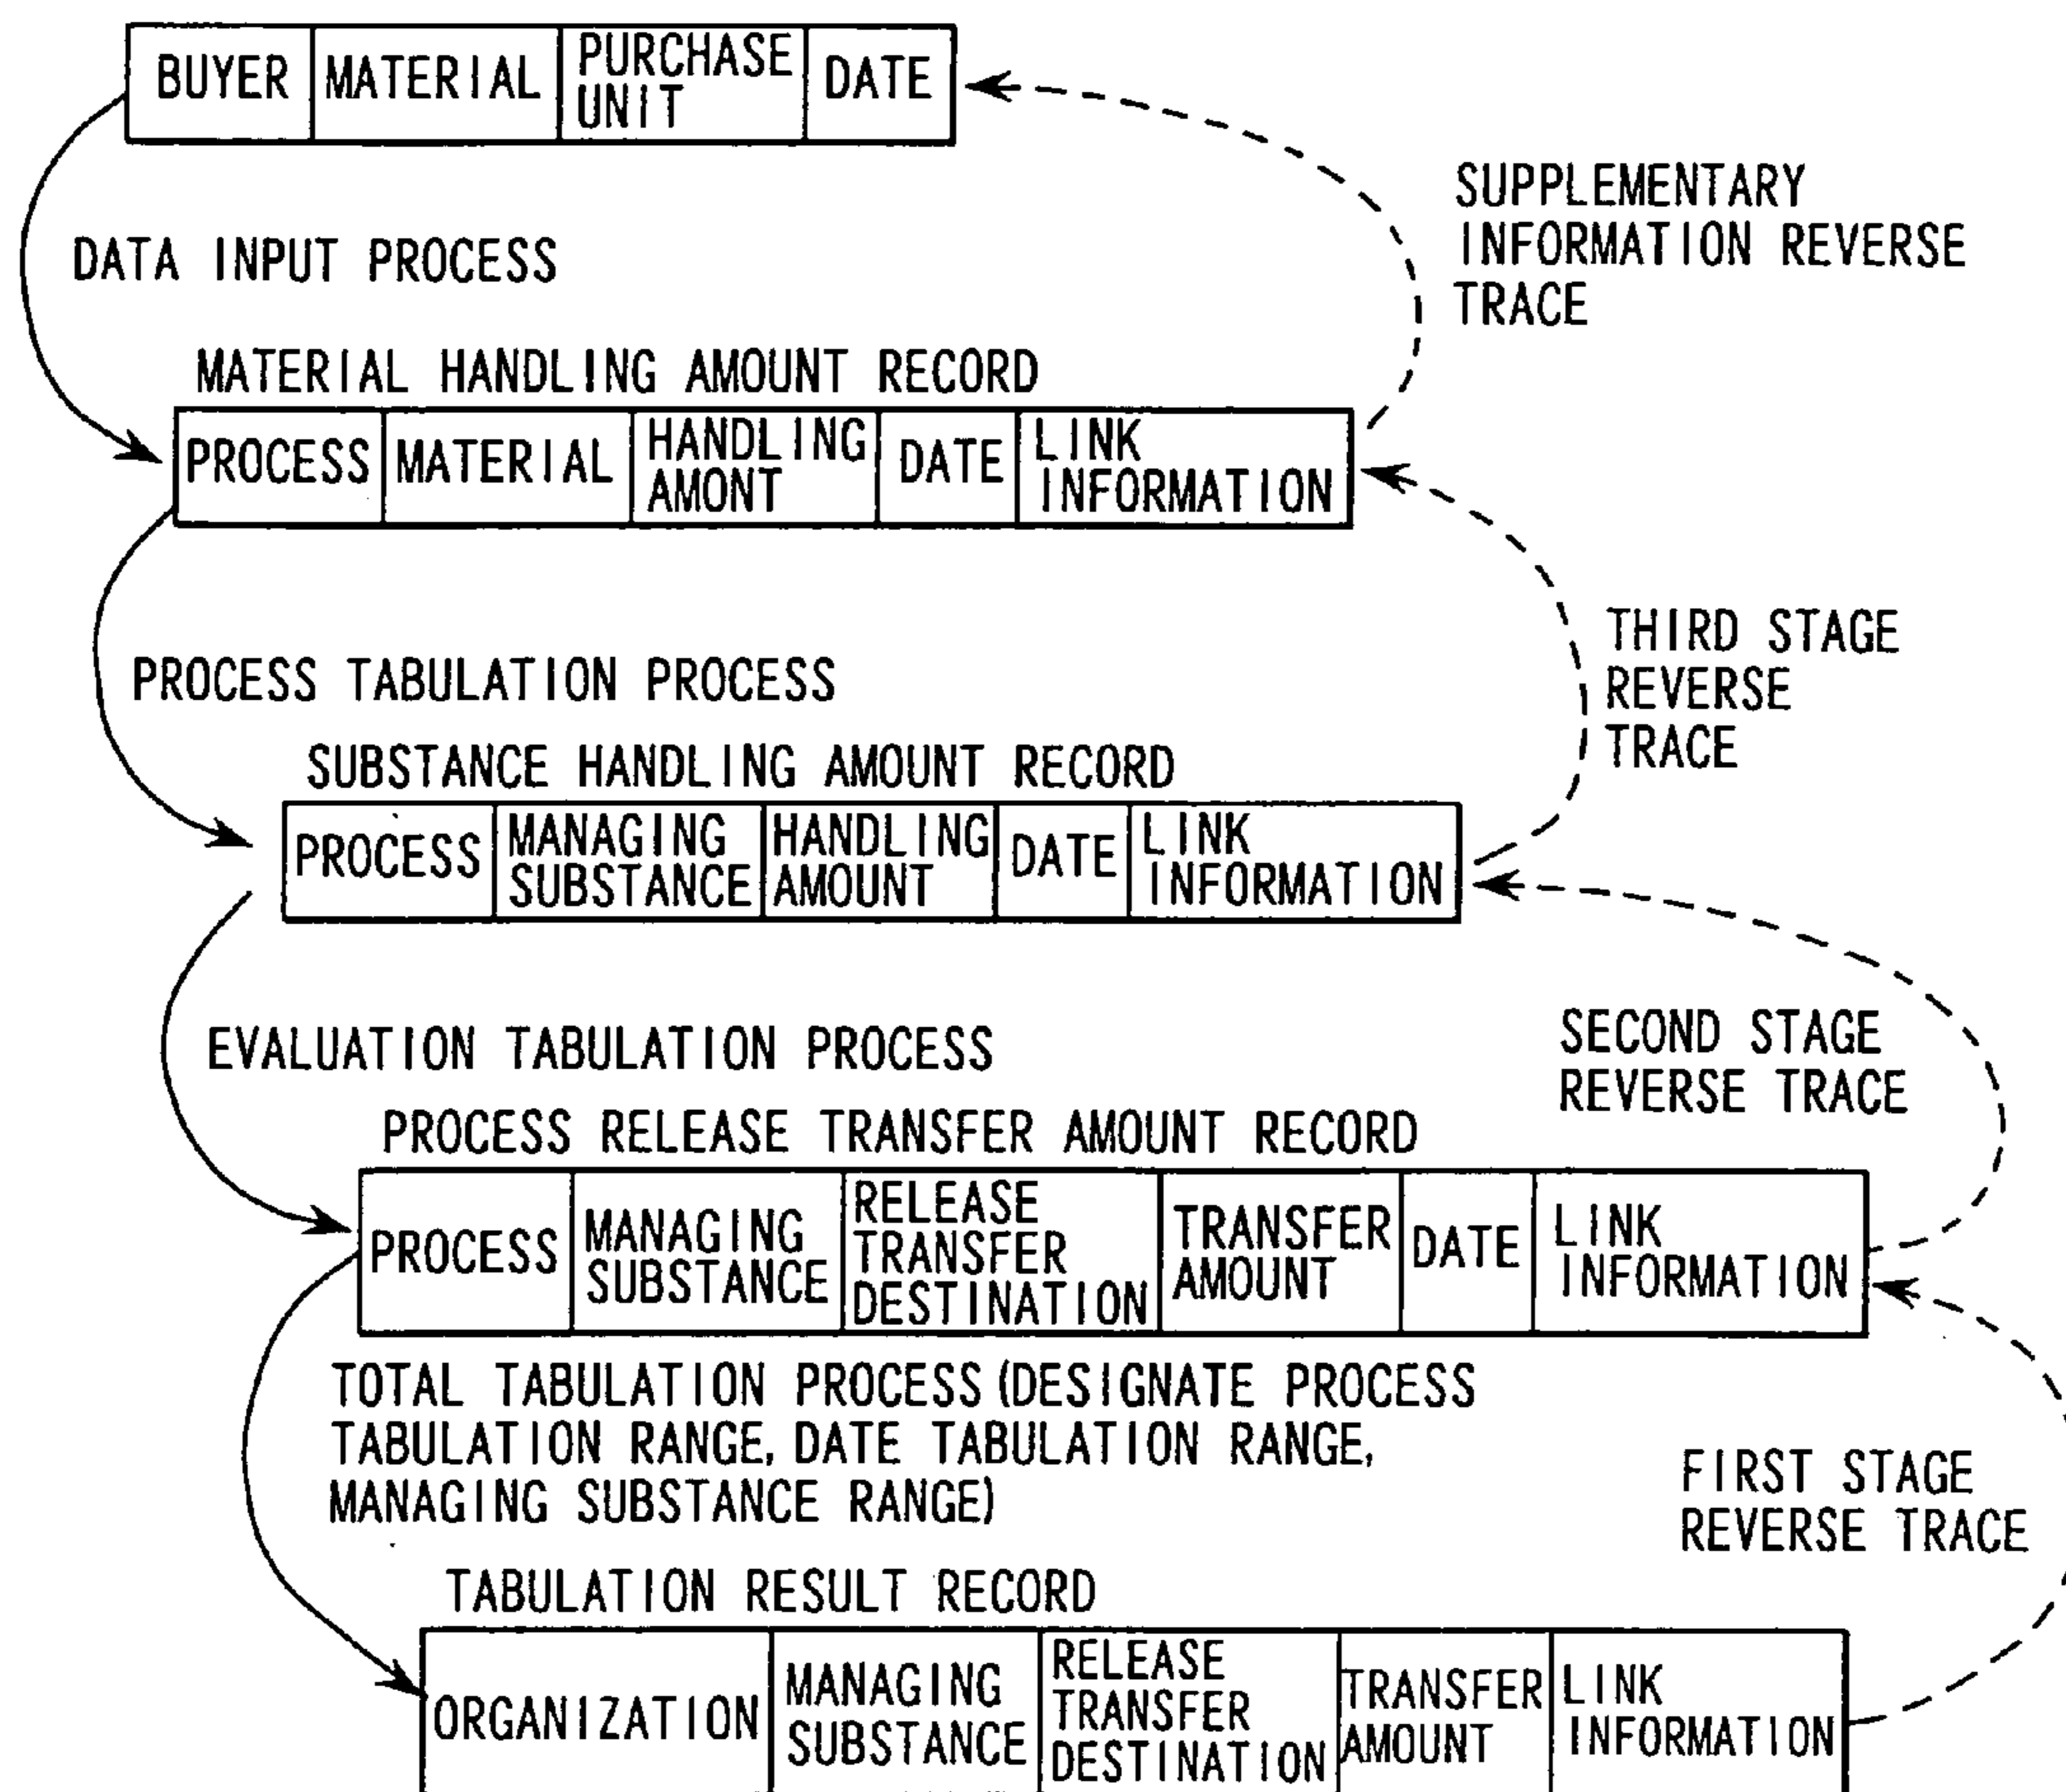 BUYER
MATERIAL
PURCHASE
UNIT
DATE
SUPPLEMENTARY
INFORMATION REVERSE
TRACE
DATA INPUT PROCESS
MATERIAL HANDLING AMOUNT RECORD
PROCESS
MATERIAL
HANDLING
AMONT
DATE
LINK
INFORMATION
THIRD STAGE
REVERSE
TRACE
PROCESS TABULATION PROCESS
SUBSTANCE HANDLING AMOUNT RECORD
PROCESS
MANAGING
SUBSTANCE
HANDLING
AMOUNT
DATE
LINK
INFORMATION
SECOND STAGE
REVERSE TRACE
EVALUATION TABULATION PROCESS
PROCESS RELEASE TRANSFER AMOUNT RECORD
PROCESS
MANAGING
SUBSTANCE
RELEASE
TRANSFER
DESTINATION
TRANSFER
AMOUNT
DATE
LINK
INFORMATION
TOTAL TABULATION PROCESS (DESIGNATE PROCESS
TABULATION RANGE, DATE TABULATION RANGE,
MANAGING SUBSTANCE RANGE)
FIRST STAGE
REVERSE TRACE
TABULATION RESULT RECORD
ORGANIZATION
MANAGING
SUBSTANCE
RELEASE
TRANSFER
DESTINATION
TRANSFER
AMOUNT
LINK
INFORMATION